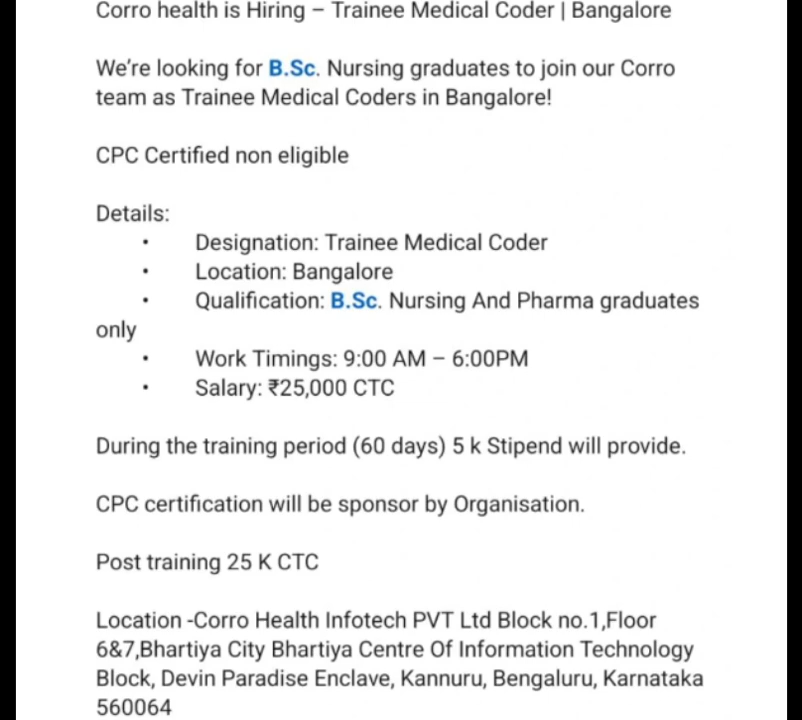 Corro health is Hiring – Trainee Medical Coder | Bangalore
We're looking for B.Sc. Nursing graduates to join our Corro
team as Trainee Medical Coders in Bangalore!
CPC Certified non eligible
Details:
• Designation: Trainee Medical Coder
• Location: Bangalore
• Qualification: B.Sc. Nursing And Pharma graduates
only
• Work Timings: 9:00 AM – 6:00PM
• Salary: ₹25,000 CTC
During the training period (60 days) 5 k Stipend will provide.
CPC certification will be sponsor by Organisation.
Post training 25 K CTC
Location -Corro Health Infotech PVT Ltd Block no.1,Floor
6&7,Bhartiya City Bhartiya Centre Of Information Technology
Block, Devin Paradise Enclave, Kannuru, Bengaluru, Karnataka
560064